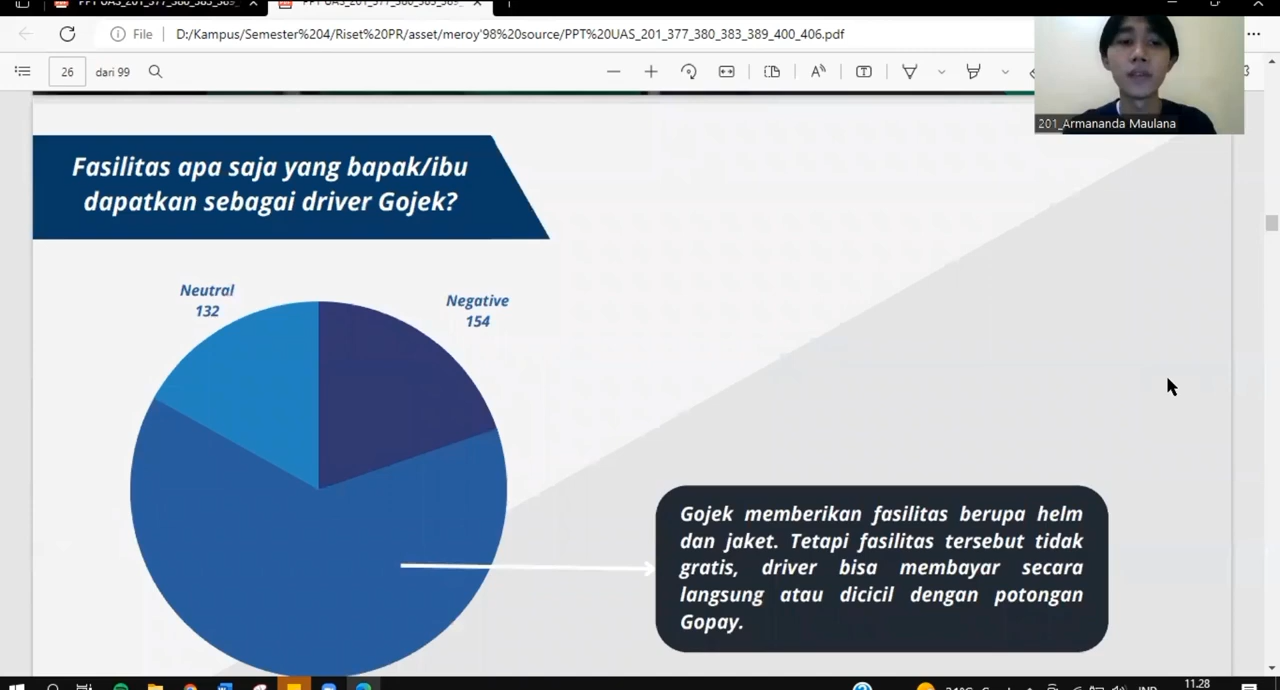 File
D:/Kampus/Semester%204/Riset%20PR/asset/meroy'98%20source/PPT%20UAS_201_377_380_383_389_400_406.pdf
26 dari 99
201_Armananda Maulana
Fasilitas apa saja yang bapak/ibu
dapatkan sebagai driver Gojek?
Neutral
132
Negative
154
Gojek memberikan fasilitas berupa helm
dan jaket. Tetapi fasilitas tersebut tidak
gratis, driver bisa membayar secara
langsung atau dicicil dengan potongan
Gopay.
11.28